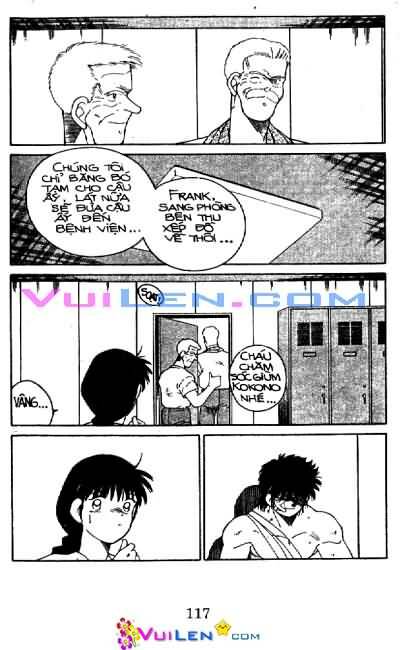 CHÚNG TÔI
CHỈ BĂNG BÓ
TẠM CHO CẬU
ẤY. LÁT NỮA
SẼ ĐƯA CẬU
ẤY ĐẾN
BỆNH VIỆN...
FRANK,
SANG PHÒNG
BÊN THU
XẾP ĐỒ
VỀ THÔI...
VUILEN.COM
SOẠT
CHÁU
CHĂM
SÓC GIÙM
KOKONO
NHÉ...
VÂNG...
117
VUILEN.COM